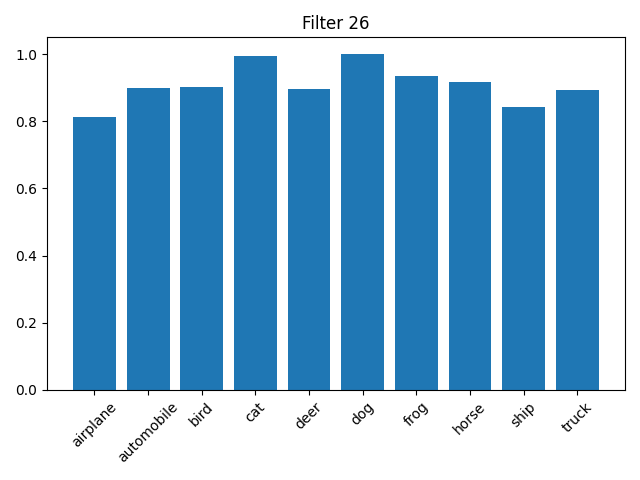 Filter 26
1.0
0.8
0.6
0.4
0.2
0.0
airplane
automobile
bird
cat
deer
dog
frog
horse
ship
truck